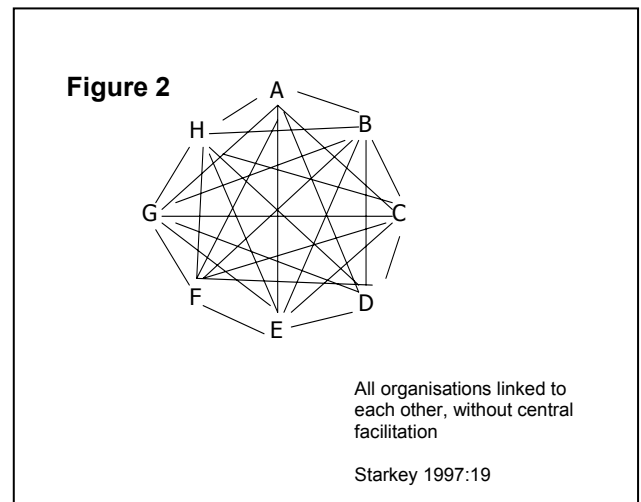 Figure 2
A
B
H
G
C
F
D
E
All organisations linked to
each other, without central
facilitation
Starkey 1997:19